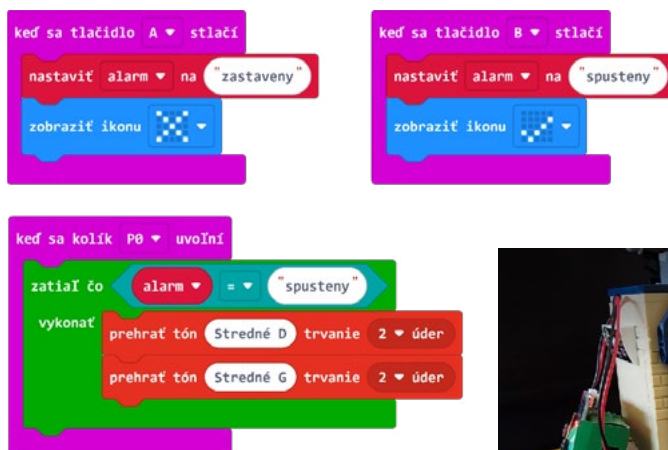 keď sa tlačidlo A stlačí
nastaviť alarm na "zastaveny"
zobraziť ikonu
keď sa tlačidlo B stlačí
nastaviť alarm na "spusteny"
zobraziť ikonu
keď sa kolík P0 uvoľní
zatiaľ čo alarm = "spusteny"
vykonať
prehrať tón Stredné D trvanie 2 úder
prehrať tón Stredné G trvanie 2 úder